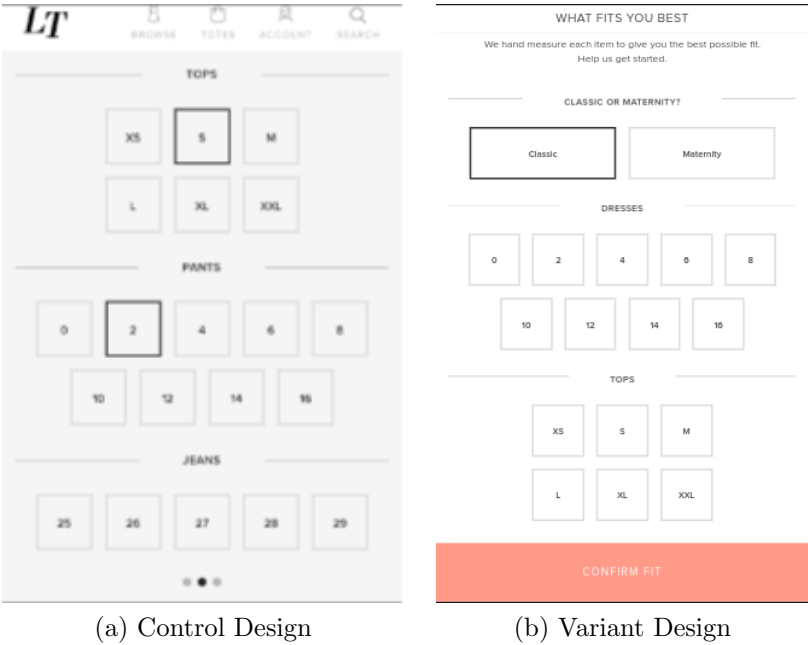 LT
BROWSE TOTES ACCOUNT SEARCH
TOPS
XS S M
L XL XXL
PANTS
0 2 4 6 8
10 12 14 16
JEANS
25 26 27 28 29
(a) Control Design
WHAT FITS YOU BEST
We hand measure each item to give you the best possible fit.
Help us get started.
CLASSIC OR MATERNITY?
Classic Maternity
DRESSES
0 2 4 6 8
10 12 14 16
TOPS
XS S M
L XL XXL
CONFIRM FIT
(b) Variant Design